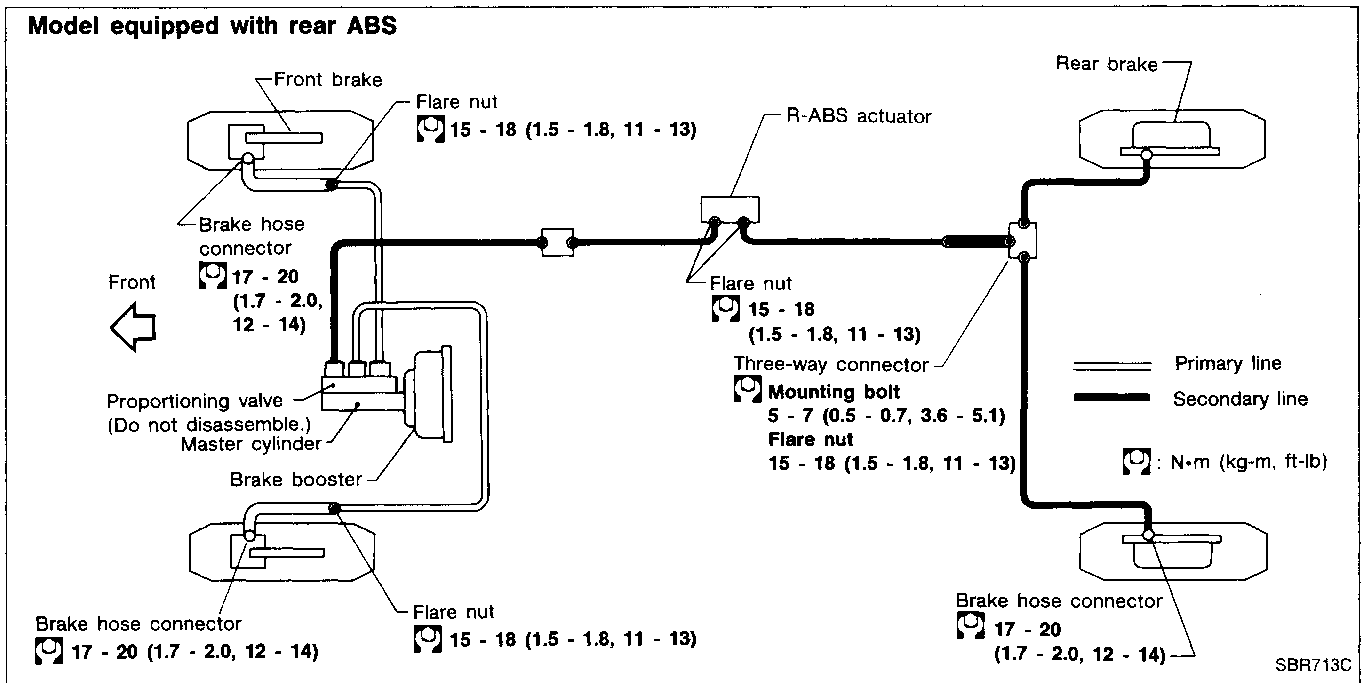 Model equipped with rear ABS
Front brake
Flare nut
15 - 18 (1.5 - 1.8, 11 - 13)
R-ABS actuator
Rear brake
Brake hose
connector
17 - 20
(1.7 - 2.0,
12 - 14)
Front
Flare nut
15 - 18
(1.5 - 1.8, 11 - 13)
Three-way connector
Mounting bolt
5 - 7 (0.5 - 0.7, 3.6 - 5.1)
Flare nut
15 - 18 (1.5 - 1.8, 11 - 13)
Primary line
Secondary line
: N•m (kg-m, ft-lb)
Proportioning valve
(Do not disassemble.)
Master cylinder
Brake booster
Brake hose connector
17 - 20 (1.7 - 2.0, 12 - 14)
Flare nut
15 - 18 (1.5 - 1.8, 11 - 13)
Brake hose connector
17 - 20
(1.7 - 2.0, 12 - 14)
SBR713C